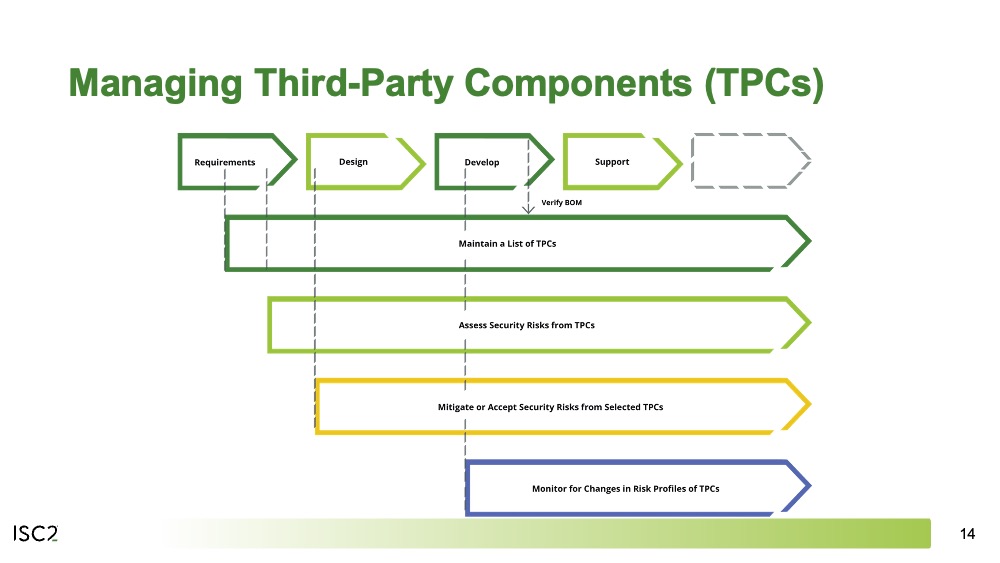 Managing Third-Party Components (TPCs)
Requirements
Design
Develop
Support
Verify BOM
Maintain a List of TPCs
Assess Security Risks from TPCs
Mitigate or Accept Security Risks from Selected TPCs
Monitor for Changes in Risk Profiles of TPCs
ISC2
14